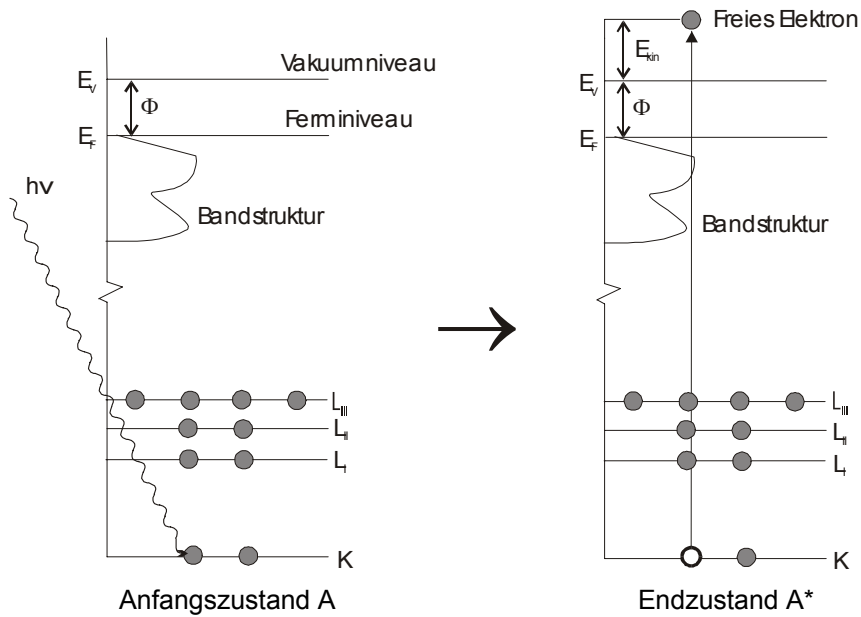 Freies Elektron
E_kin
Vakuumniveau
E_V
Φ
E_V
Φ
Ferminiveau
E_F
E_F
hν
Bandstruktur
Bandstruktur
L_III
L_II
L_I
L_III
L_II
L_I
K
K
Anfangszustand A
Endzustand A*